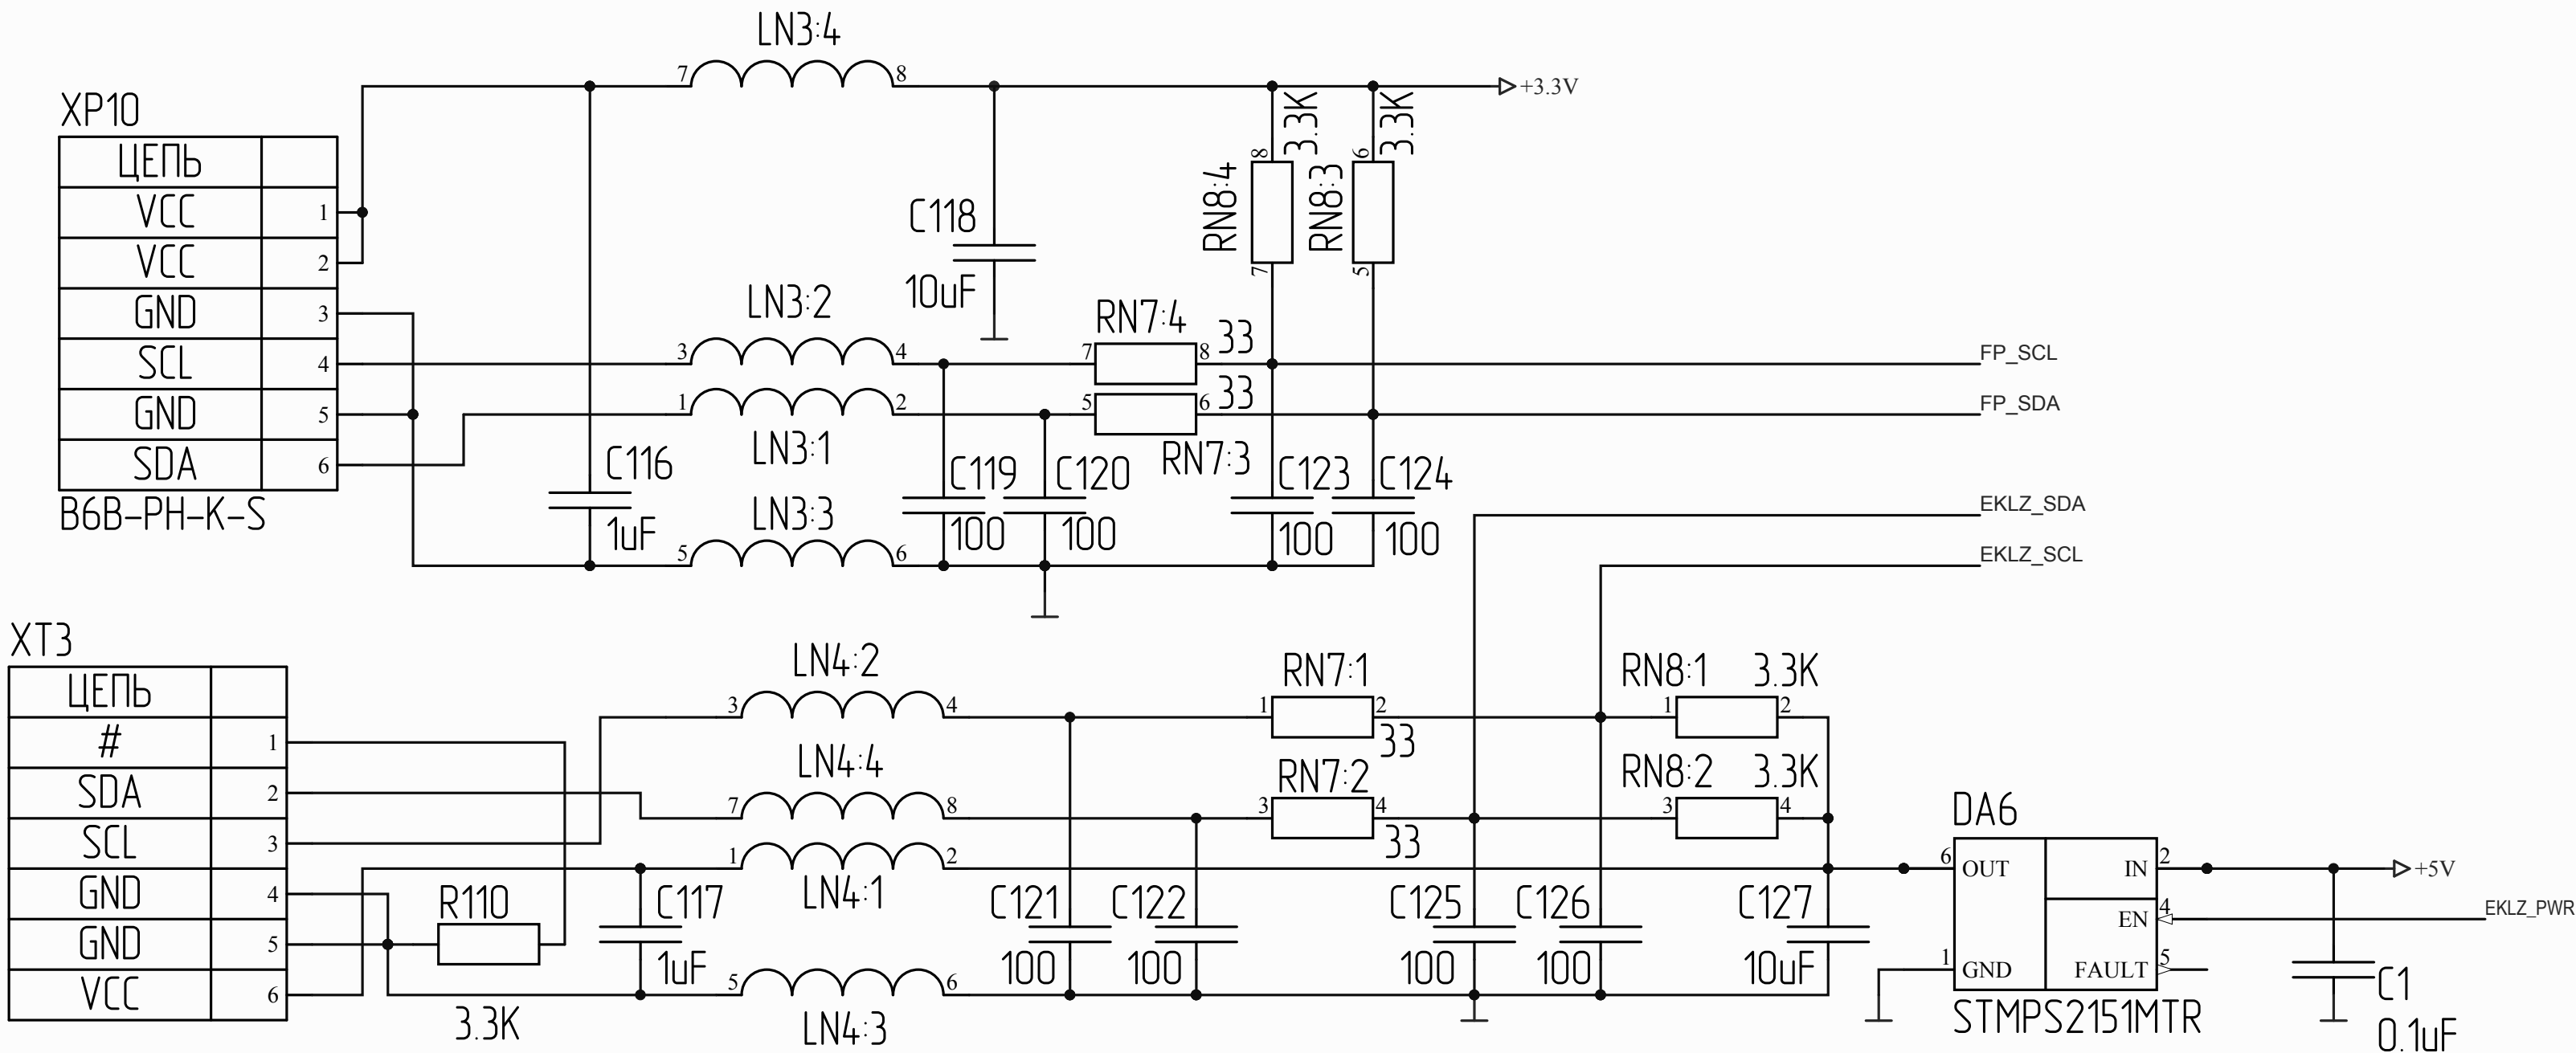 LN3:4
7 8
+3.3V
XP10
ЦЕПЬ
VCC 1
VCC 2
GND 3
SCL 4
GND 5
SDA 6
B6B-PH-K-S
C118
10uF
RN8:4
3.3K
8
7
RN8:3
3.3K
6
5
LN3:2
3 4
RN7:4
7 8 33
FP_SCL
1 2
LN3:1
5 6 33
RN7:3
FP_SDA
C116
1uF
LN3:3
5 6
C119
100
C120
100
C123
100
C124
100
EKLZ_SDA
EKLZ_SCL
XT3
ЦЕПЬ
# 1
SDA 2
SCL 3
GND 4
GND 5
VCC 6
R110
3.3K
LN4:2
3 4
LN4:4
7 8
1 2
LN4:1
C117
1uF
5 6
LN4:3
RN7:1
1 2
33
RN7:2
3 4
33
RN8:1 3.3K
1 2
RN8:2 3.3K
3 4
C121
100
C122
100
C125
100
C126
100
C127
10uF
DA6
6 OUT IN 2
EN 4
1 GND FAULT 5
STMPS2151MTR
+5V
EKLZ_PWR
C1
0.1uF